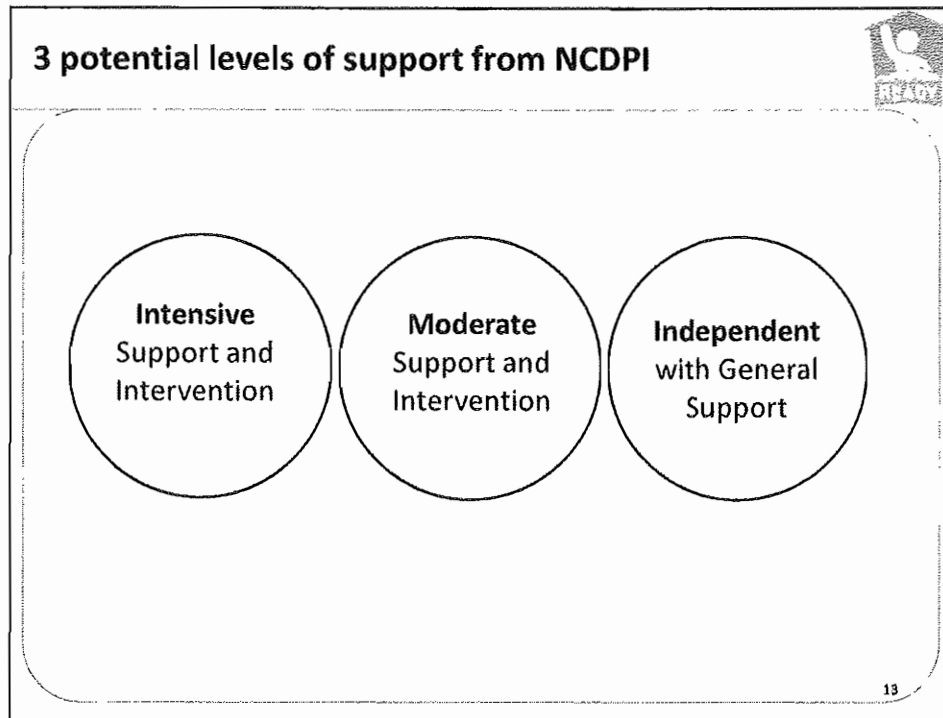 3 potential levels of support from NCDPI
READY
Intensive
Support and
Intervention
Moderate
Support and
Intervention
Independent
with General
Support
13